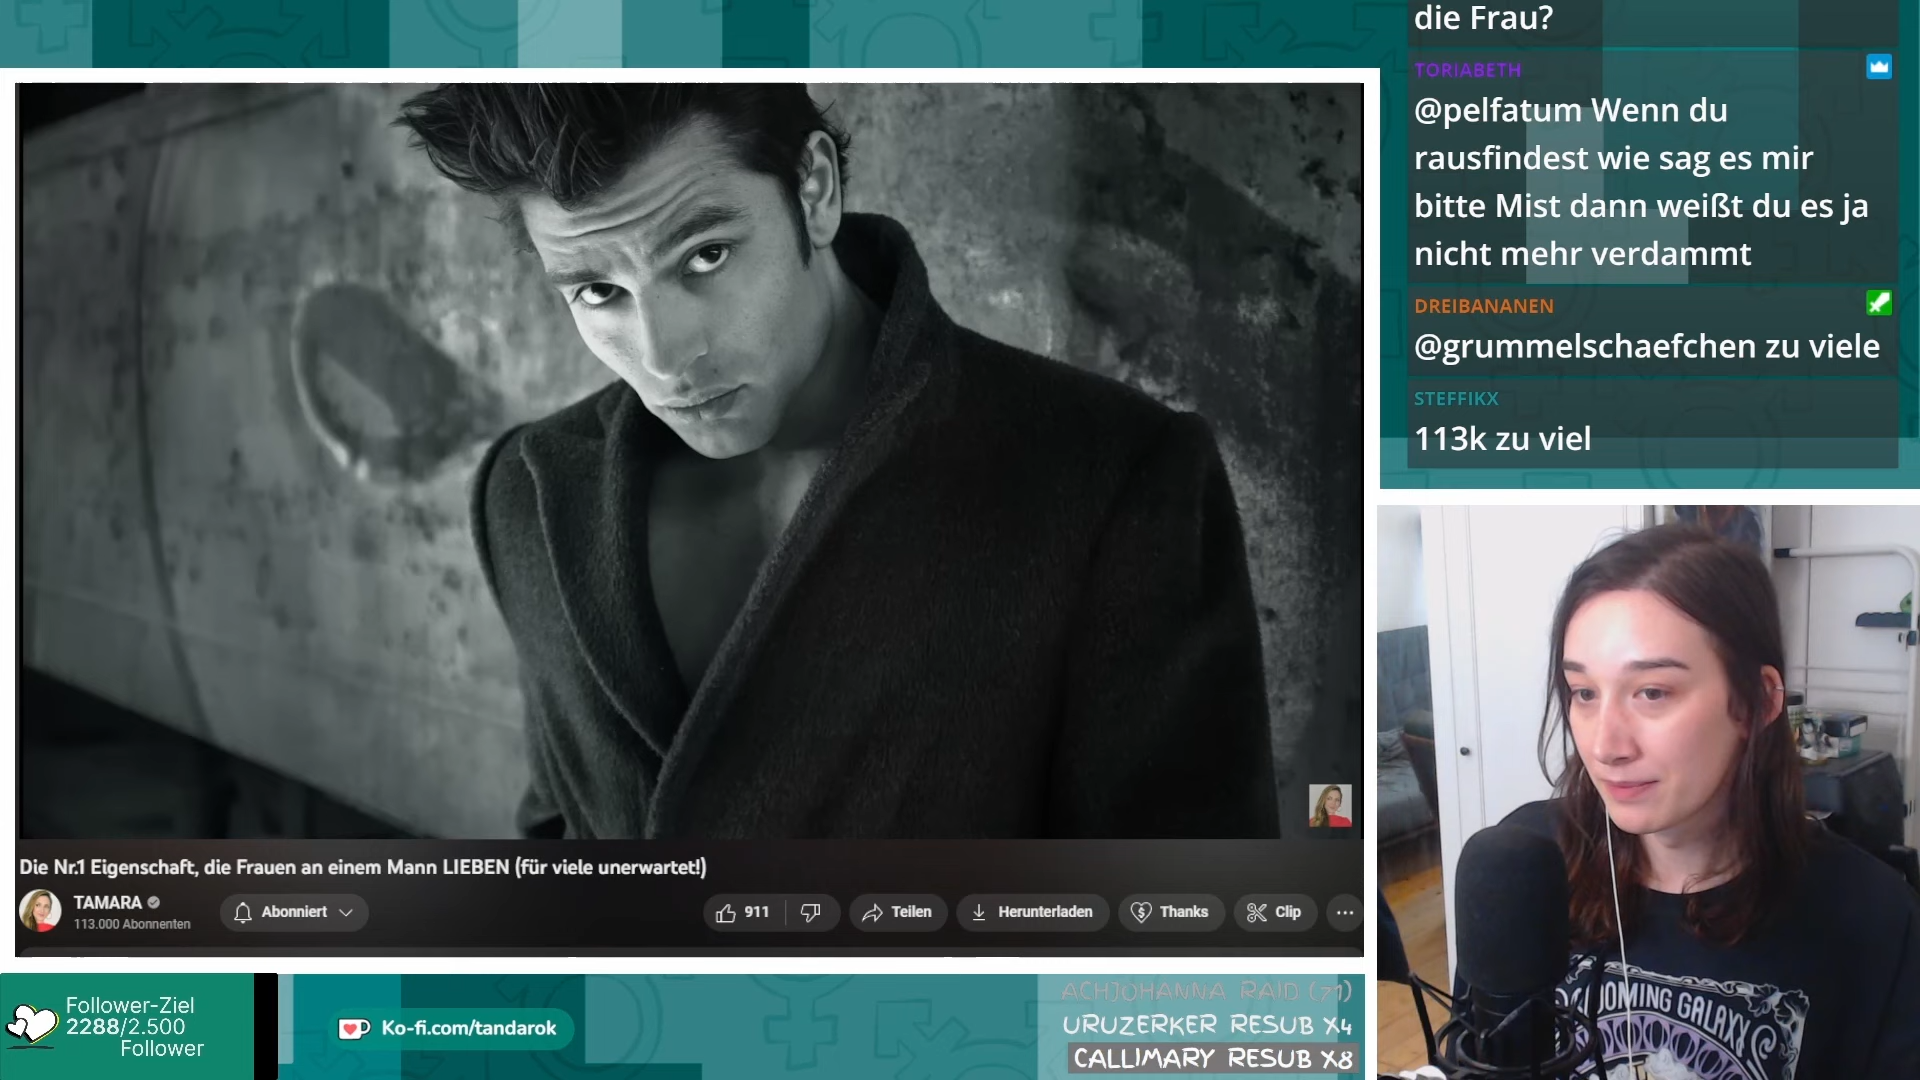 die Frau?
TORIABETH
@pelfatum Wenn du
rausfindest wie sag es mir
bitte Mist dann weißt du es ja
nicht mehr verdammt
DREIBANANEN
@grummelschaefchen zu viele
STEFFIKX
113k zu viel
Die Nr.1 Eigenschaft, die Frauen an einem Mann LIEBEN (für viele unerwartet!)
TAMARA
113.000 Abonnenten
Abonniert
911
Teilen
Herunterladen
Thanks
Clip
Follower-Ziel
2288/2.500
Follower
Ko-fi.com/tandarok
ACHJOHANNA RAID (71)
URUZERKER RESUB X4
CALLIMARY RESUB X8
OMING GALAXY